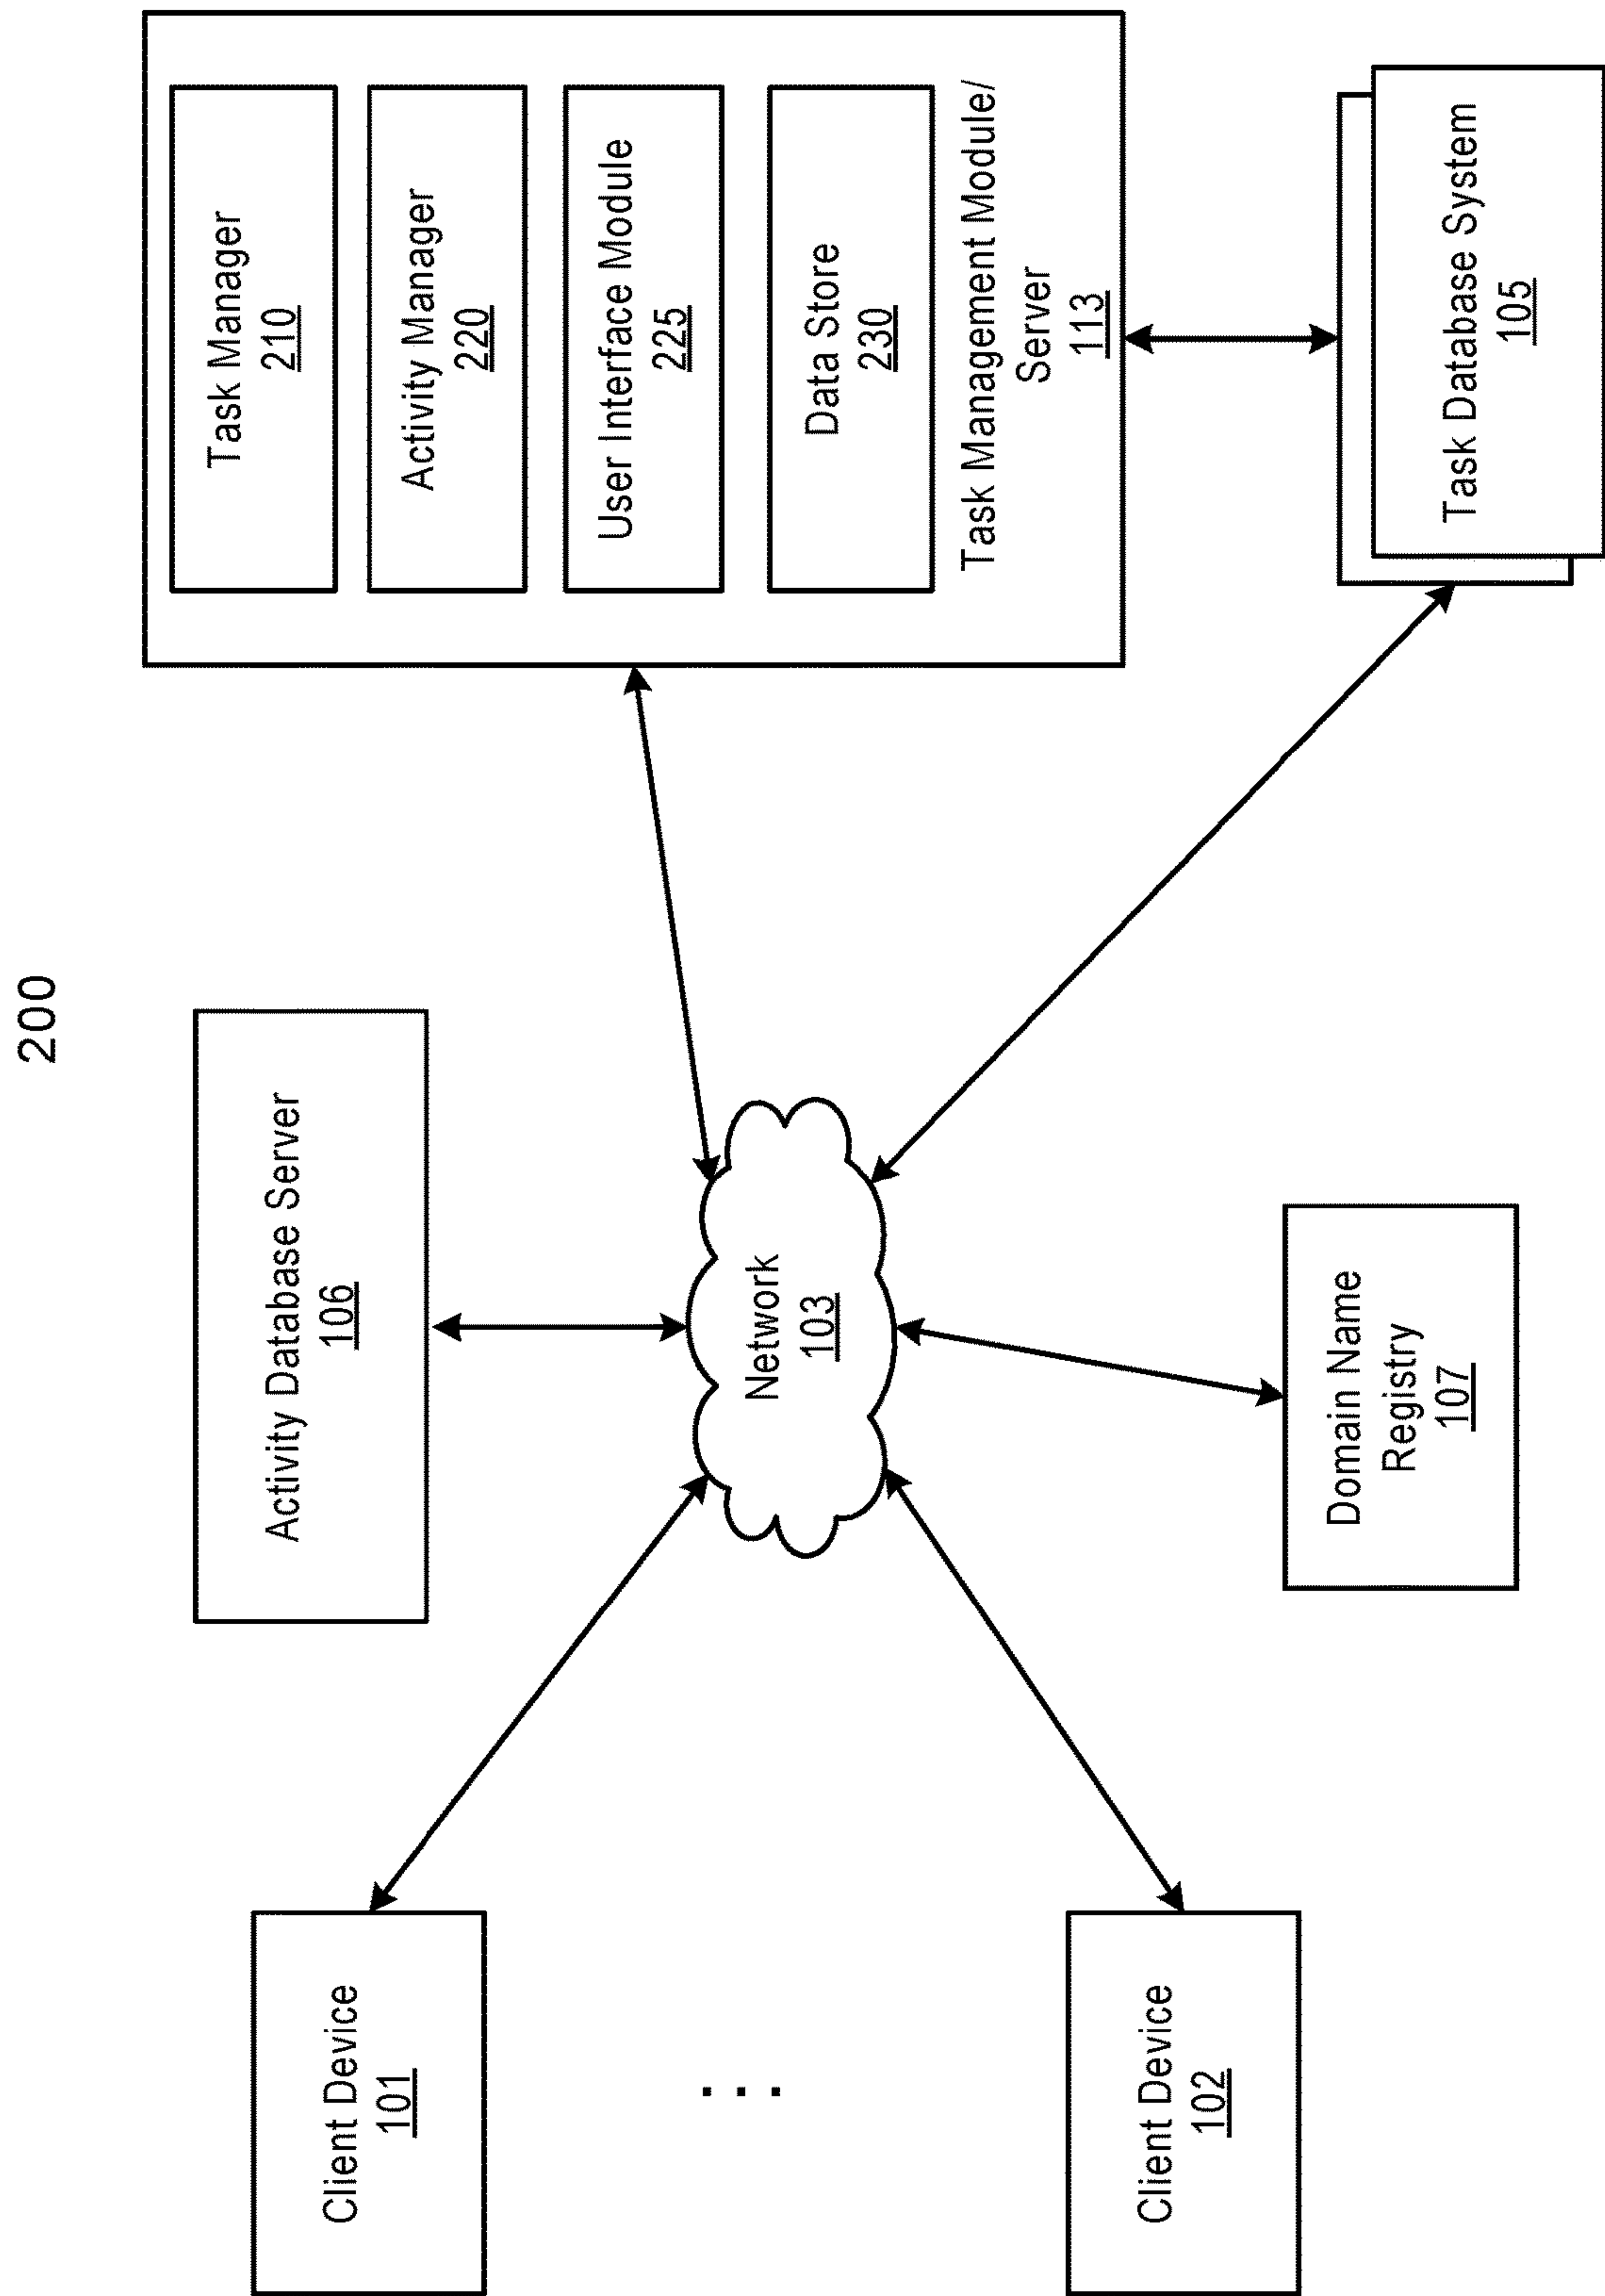 200
Client Device
101
. . .
Client Device
102
Activity Database Server
106
Network
103
Domain Name
Registry
107
Task Manager
210
Activity Manager
220
User Interface Module
225
Data Store
230
Task Management Module/
Server
113
Task Database System
105